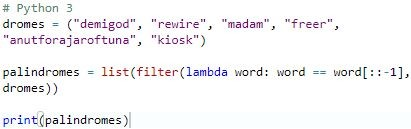 # Python 3
dromes = ("demigod", "rewire", "madam", "freer",
"anutforajaroftuna", "kiosk")
palindromes = list(filter(lambda word: word == word[::-1],
dromes))
print(palindromes)